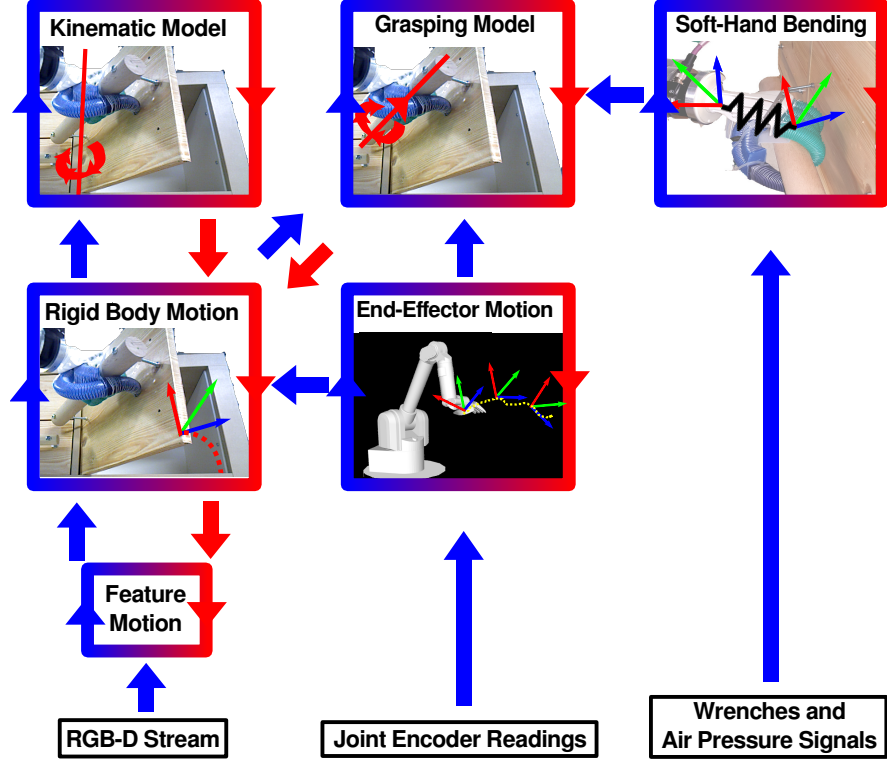 Kinematic Model
Grasping Model
Soft-Hand Bending
Rigid Body Motion
End-Effector Motion
Feature
Motion
RGB-D Stream
Joint Encoder Readings
Wrenches and
Air Pressure Signals